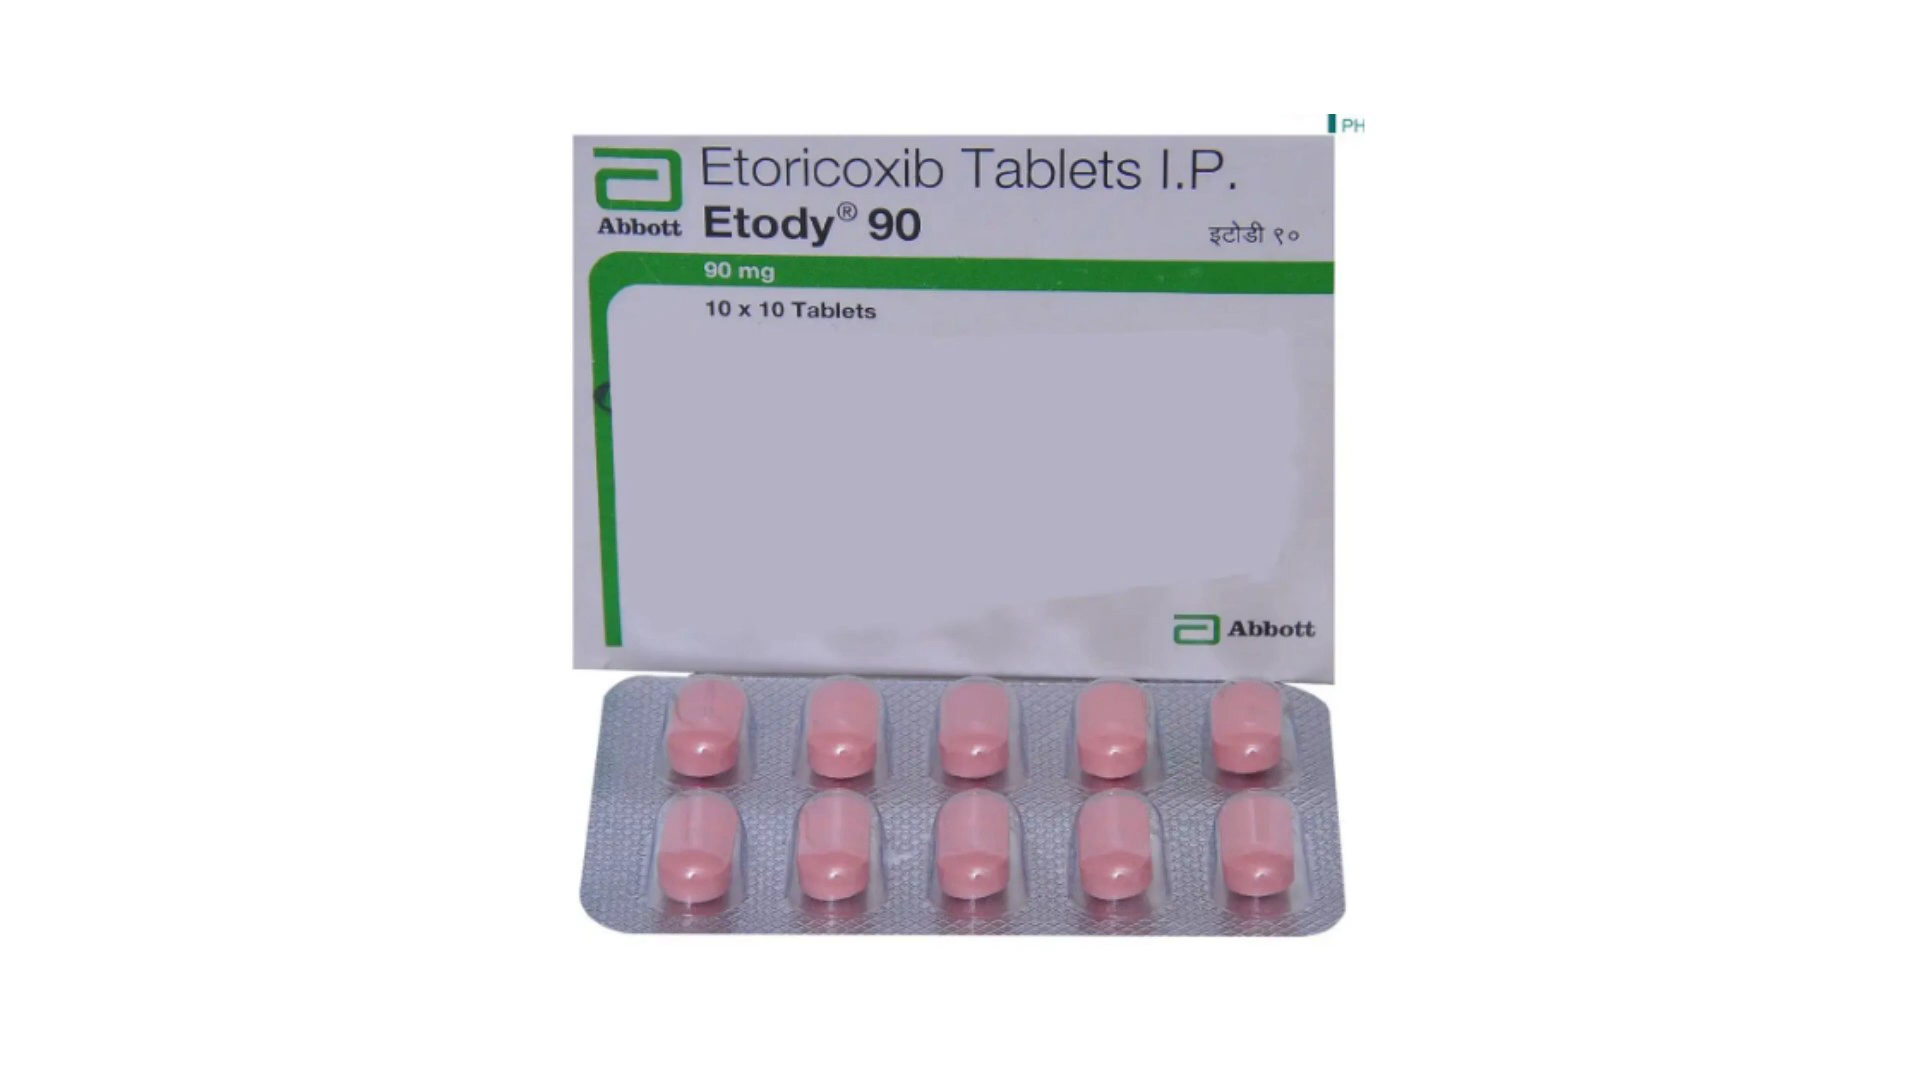 PH
Etoricoxib Tablets I.P.
Abbott
Etody® 90
इटोडी ९०
90 mg
10 x 10 Tablets
Abbott